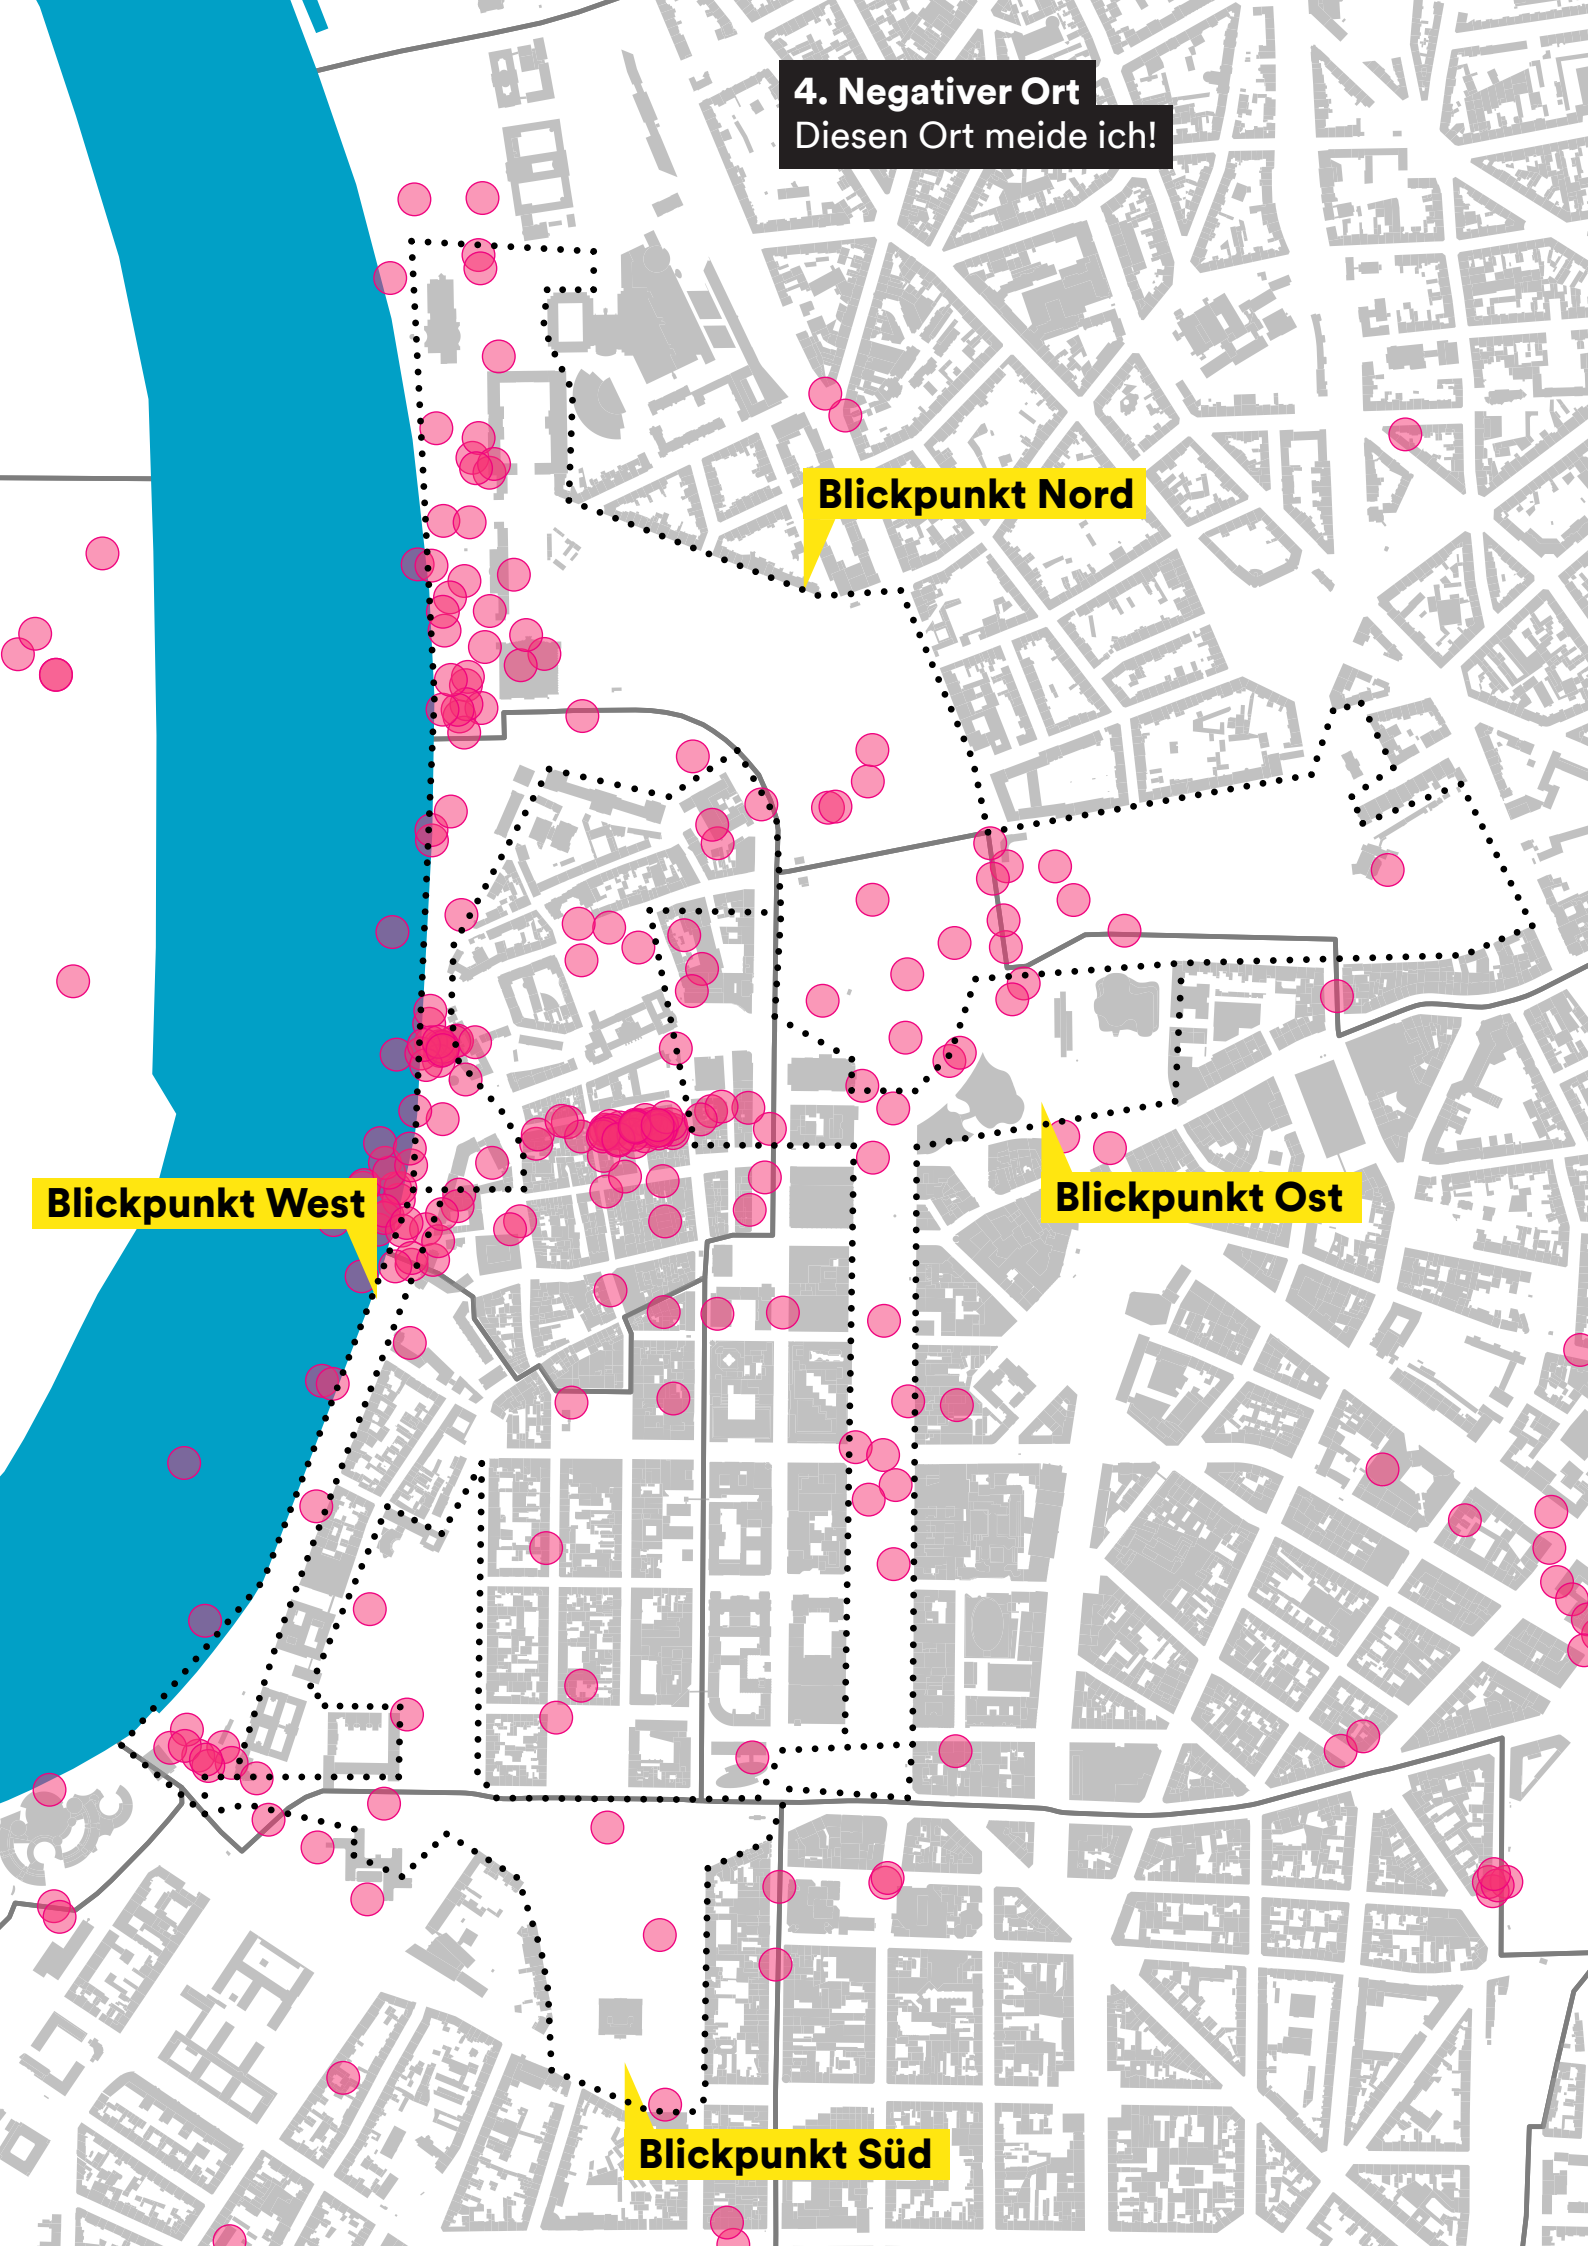 4. Negativer Ort
Diesen Ort meide ich!
Blickpunkt Nord
Blickpunkt West
Blickpunkt Ost
Blickpunkt Süd